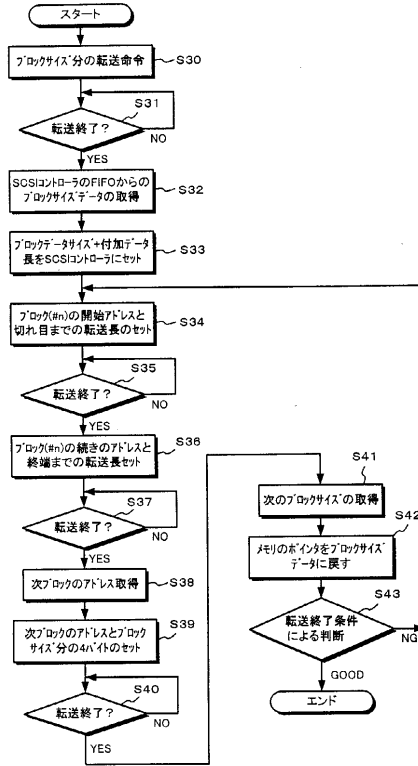 スタート
ブロックサイズ分の転送命令
S30
S31
転送終了?
NO
YES
SCSIコントローラのFIFOからの
ブロックサイズデータの取得
S32
ブロックデータサイズ+付加データ
長をSCSIコントローラにセット
S33
ブロック(#n)の開始アドレスと
切れ目までの転送長のセット
S34
S35
転送終了?
NO
YES
ブロック(#n)の続きのアドレスと
終端までの転送長セット
S36
S37
転送終了?
NO
YES
次ブロックのアドレス取得
S38
S39
次ブロックのアドレスとブロック
サイズ分の4バイトのセット
S40
転送終了?
NO
YES
S41
次のブロックサイズの取得
S42
メモリのポインタをブロックサイズ
データに戻す
S43
転送終了条件
による判断
NG
GOOD
エンド